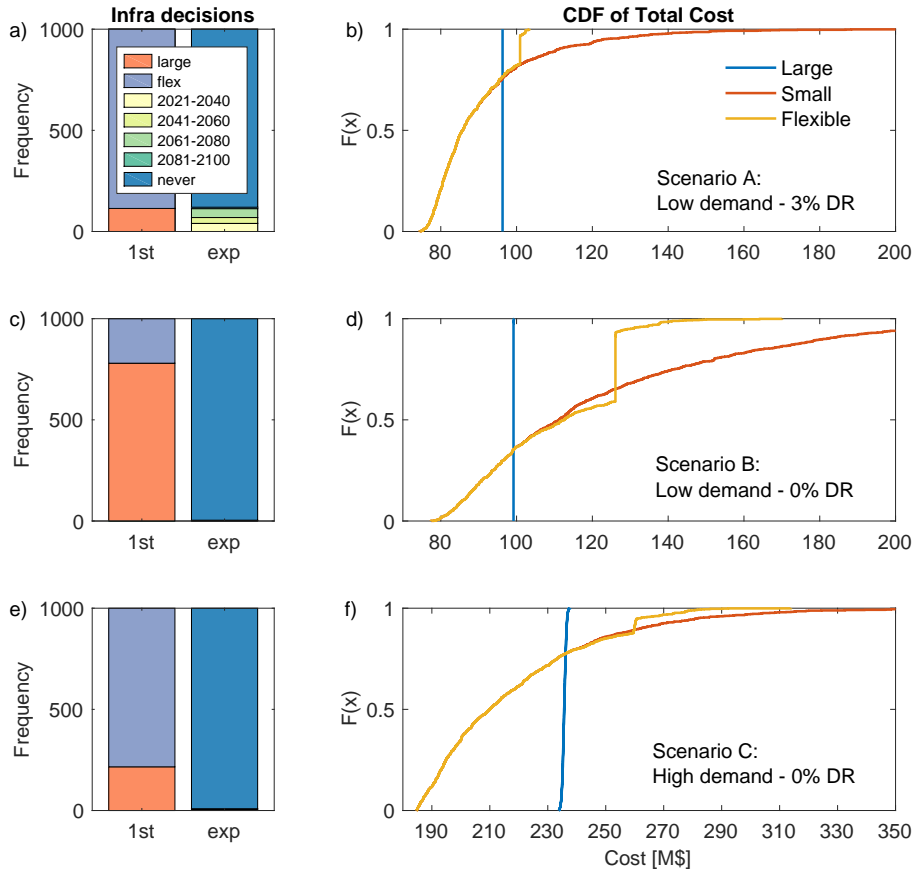 Infra decisions
CDF of Total Cost
a)
1000
500
0
Frequency
large
flex
2021-2040
2041-2060
2061-2080
2081-2100
never
1st
exp
b)
1
0.5
0
F(x)
Large
Small
Flexible
Scenario A:
Low demand - 3% DR
80
100
120
140
160
180
200
c)
1000
500
0
Frequency
1st
exp
d)
1
0.5
0
F(x)
Scenario B:
Low demand - 0% DR
80
100
120
140
160
180
200
e)
1000
500
0
Frequency
1st
exp
f)
1
0.5
0
F(x)
Scenario C:
High demand - 0% DR
190
210
230
250
270
290
310
330
350
Cost [M$]